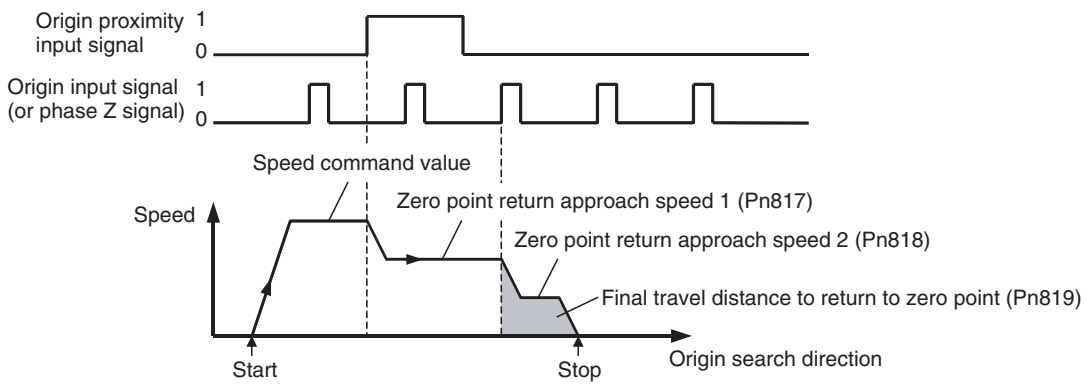 Origin proximity
input signal
1
0
Origin input signal
(or phase Z signal)
1
0
Speed command value
Speed
Zero point return approach speed 1 (Pn817)
Zero point return approach speed 2 (Pn818)
Final travel distance to return to zero point (Pn819)
Origin search direction
Start
Stop